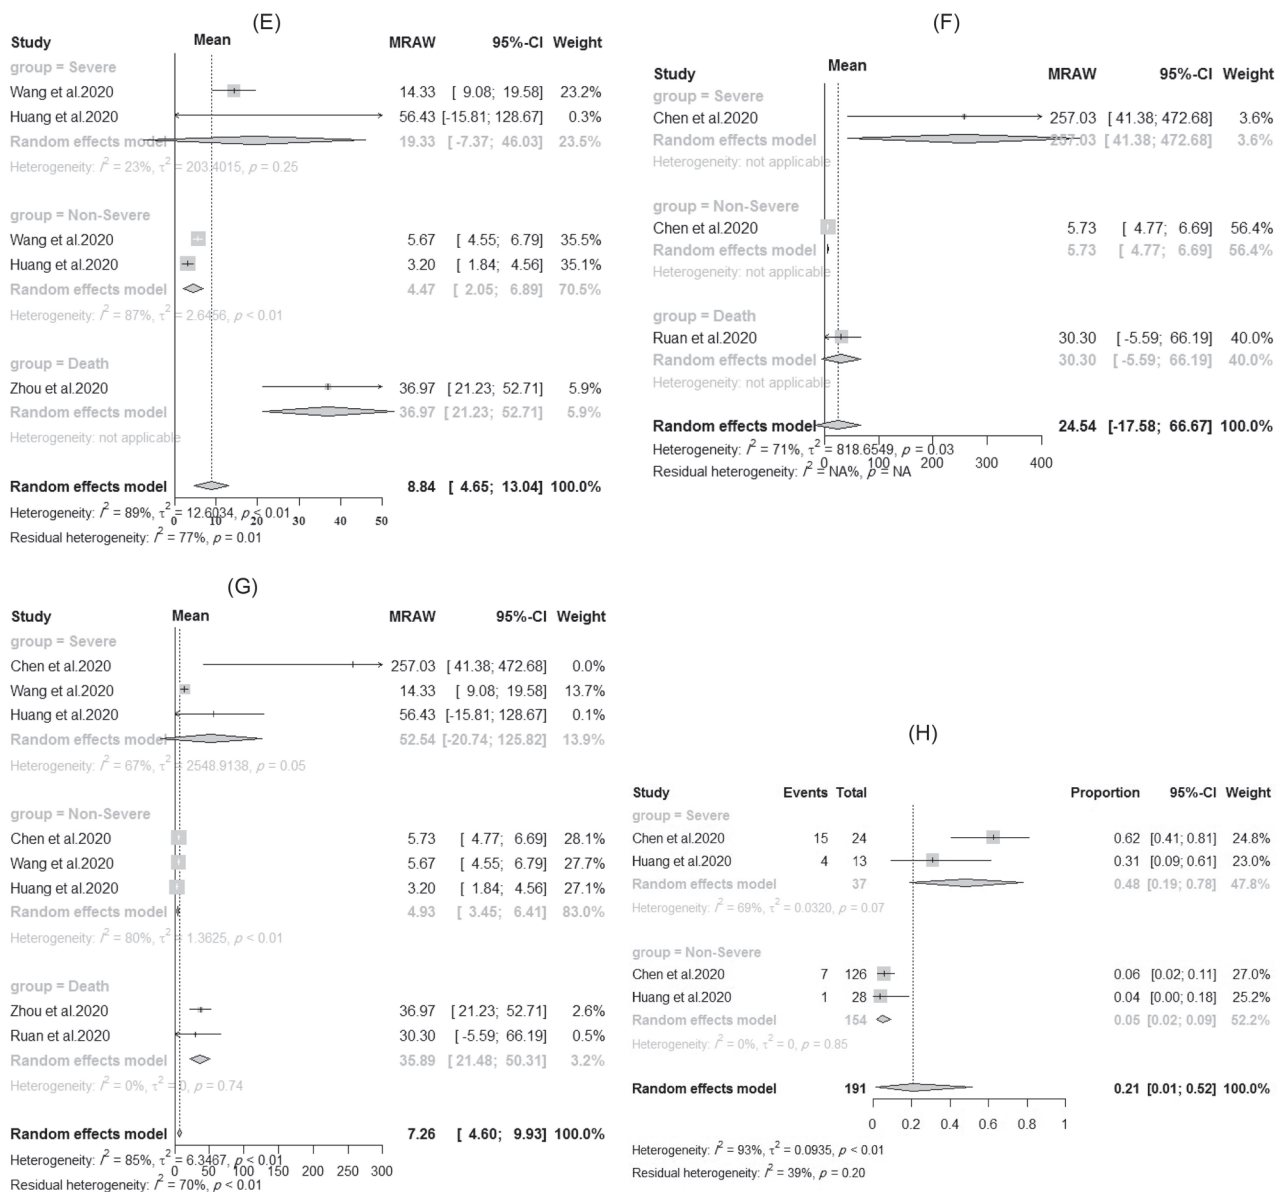 (E)
Study Mean MRAW 95%-CI Weight
group = Severe
Wang et al.2020 14.33 [ 9.08; 19.58] 23.2%
Huang et al.2020 56.43 [-15.81; 128.67] 0.3%
Random effects model 19.33 [-7.37; 46.03] 23.5%
Heterogeneity: I² = 23%, τ² = 203.4015, p = 0.25
group = Non-Severe
Wang et al.2020 5.67 [ 4.55; 6.79] 35.5%
Huang et al.2020 3.20 [ 1.84; 4.56] 35.1%
Random effects model 4.47 [ 2.05; 6.89] 70.5%
Heterogeneity: I² = 87%, τ² = 2.6456, p < 0.01
group = Death
Zhou et al.2020 36.97 [21.23; 52.71] 5.9%
Random effects model 36.97 [21.23; 52.71] 5.9%
Heterogeneity: not applicable
Random effects model 8.84 [ 4.65; 13.04] 100.0%
Heterogeneity: I² = 89%, τ² = 12.6034, p < 0.01
0 10 20 30 40 50
Residual heterogeneity: I² = 77%, p = 0.01
(F)
Study Mean MRAW 95%-CI Weight
group = Severe
Chen et al.2020 257.03 [41.38; 472.68] 3.6%
Random effects model 257.03 [41.38; 472.68] 3.6%
Heterogeneity: not applicable
group = Non-Severe
Chen et al.2020 5.73 [ 4.77; 6.69] 56.4%
Random effects model 5.73 [ 4.77; 6.69] 56.4%
Heterogeneity: not applicable
group = Death
Ruan et al.2020 30.30 [-5.59; 66.19] 40.0%
Random effects model 30.30 [-5.59; 66.19] 40.0%
Heterogeneity: not applicable
Random effects model 24.54 [-17.58; 66.67] 100.0%
Heterogeneity: I² = 71%, τ² = 818.6549, p = 0.03
0 100 200 300 400
Residual heterogeneity: I² = NA%, p = NA
(G)
Study Mean MRAW 95%-CI Weight
group = Severe
Chen et al.2020 257.03 [41.38; 472.68] 0.0%
Wang et al.2020 14.33 [ 9.08; 19.58] 13.7%
Huang et al.2020 56.43 [-15.81; 128.67] 0.1%
Random effects model 52.54 [-20.74; 125.82] 13.9%
Heterogeneity: I² = 67%, τ² = 2548.9138, p = 0.05
group = Non-Severe
Chen et al.2020 5.73 [ 4.77; 6.69] 28.1%
Wang et al.2020 5.67 [ 4.55; 6.79] 27.7%
Huang et al.2020 3.20 [ 1.84; 4.56] 27.1%
Random effects model 4.93 [ 3.45; 6.41] 83.0%
Heterogeneity: I² = 80%, τ² = 1.3625, p < 0.01
group = Death
Zhou et al.2020 36.97 [21.23; 52.71] 2.6%
Ruan et al.2020 30.30 [-5.59; 66.19] 0.5%
Random effects model 35.89 [21.48; 50.31] 3.2%
Heterogeneity: I² = 0%, τ² = 0, p = 0.74
Random effects model 7.26 [ 4.60; 9.93] 100.0%
Heterogeneity: I² = 85%, τ² = 6.3467, p < 0.01
0 50 100 150 200 250 300
Residual heterogeneity: I² = 70%, p < 0.01
(H)
Study Events Total Proportion 95%-CI Weight
group = Severe
Chen et al.2020 15 24 0.62 [0.41; 0.81] 24.8%
Huang et al.2020 4 13 0.31 [0.09; 0.61] 23.0%
Random effects model 37 0.48 [0.19; 0.78] 47.8%
Heterogeneity: I² = 69%, τ² = 0.0320, p = 0.07
group = Non-Severe
Chen et al.2020 7 126 0.06 [0.02; 0.11] 27.0%
Huang et al.2020 1 28 0.04 [0.00; 0.18] 25.2%
Random effects model 154 0.05 [0.02; 0.09] 52.2%
Heterogeneity: I² = 0%, τ² = 0, p = 0.85
Random effects model 191 0.21 [0.01; 0.52] 100.0%
0 0.2 0.4 0.6 0.8 1
Heterogeneity: I² = 93%, τ² = 0.0935, p < 0.01
Residual heterogeneity: I² = 39%, p = 0.20